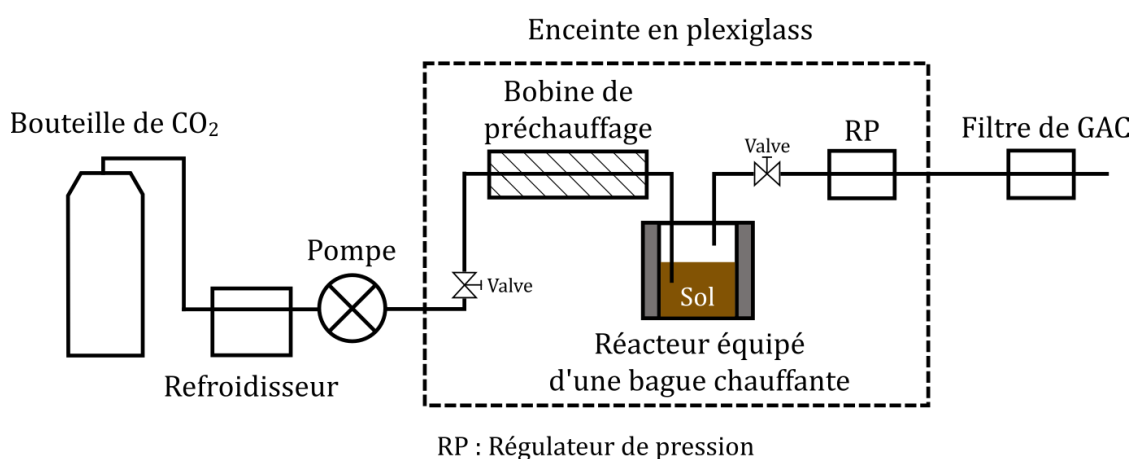 Enceinte en plexiglass
Bouteille de CO₂
Bobine de
préchauffage
Valve
RP
Filtre de GAC
Pompe
Valve
Sol
Refroidisseur
Réacteur équipé
d'une bague chauffante
RP : Régulateur de pression